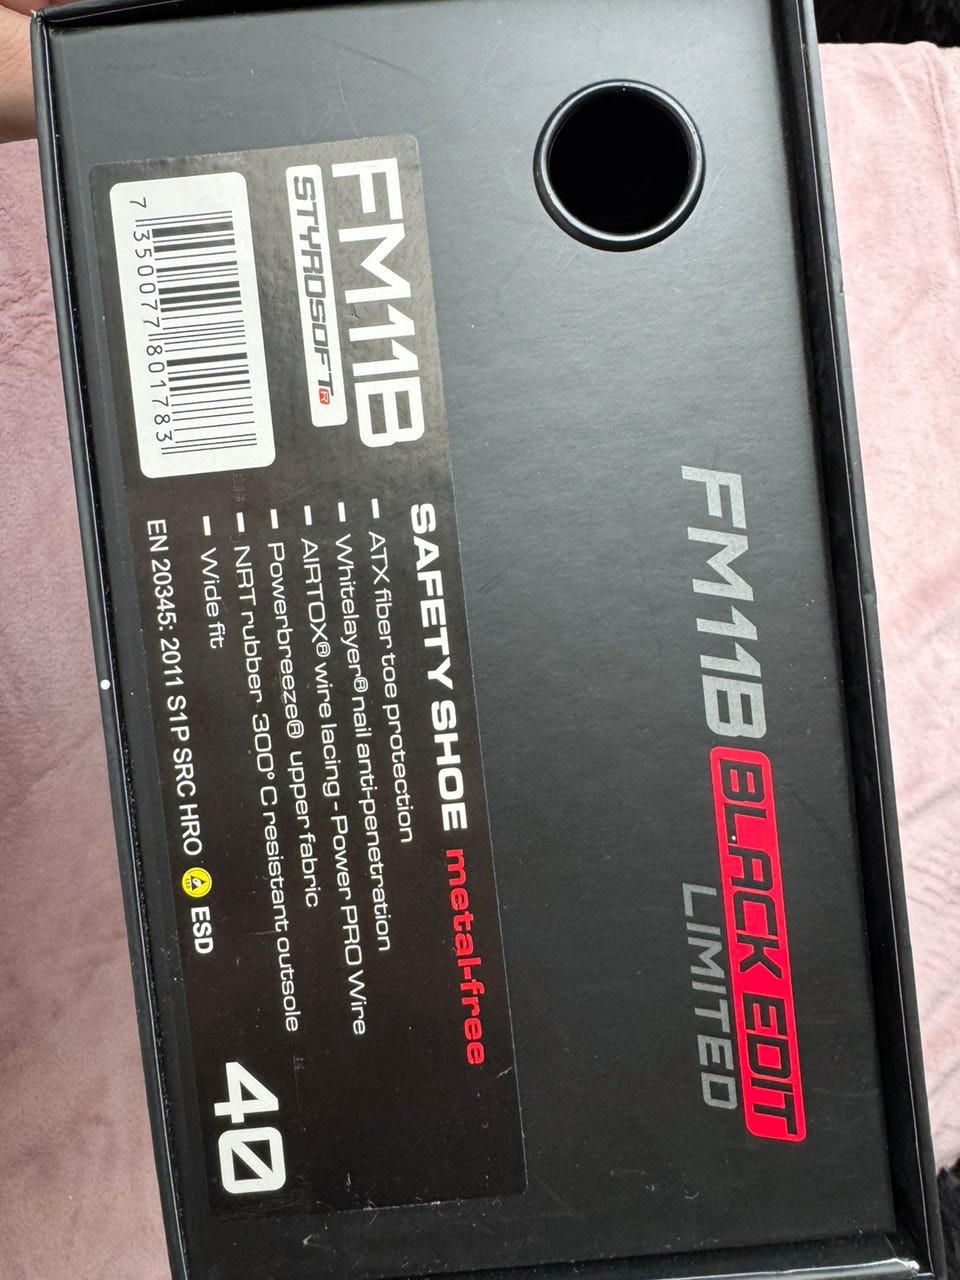 FM11B BLACK EDIT
LIMITED
FM11B
STYROSOFT R
7 350077 801783
SAFETY SHOE metal-free
- ATX fiber toe protection
- Whitelayer® nail anti-penetration
- AIRTOX® wire lacing - Power PRO Wire
- Powerbreeze® upper fabric
- NRT rubber 300° C resistant outsole
- Wide fit
EN 20345: 2011 S1P SRC HRO ESD
40